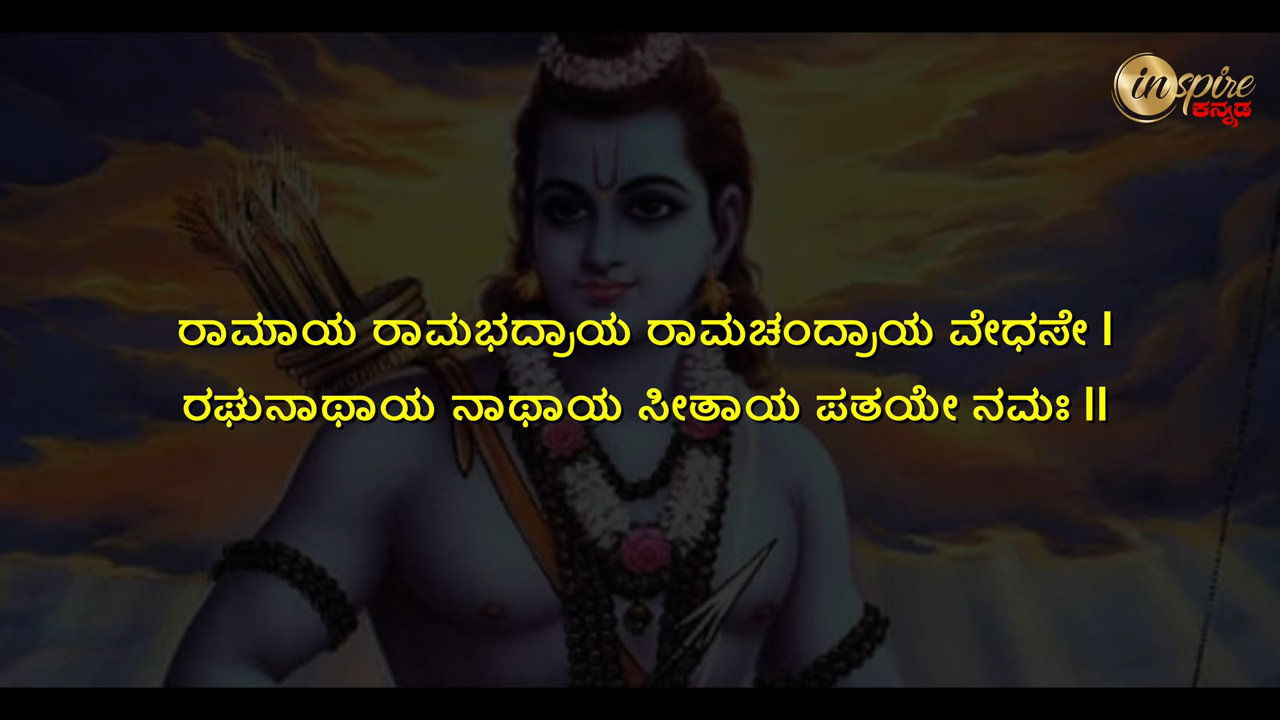 inspire
ಕನ್ನಡ
ರಾಮಾಯ ರಾಮಭದ್ರಾಯ ರಾಮಚಂದ್ರಾಯ ವೇಧಸೇ |
ರಘುನಾಥಾಯ ನಾಥಾಯ ಸೀತಾಯ ಪತಯೇ ನಮಃ ||